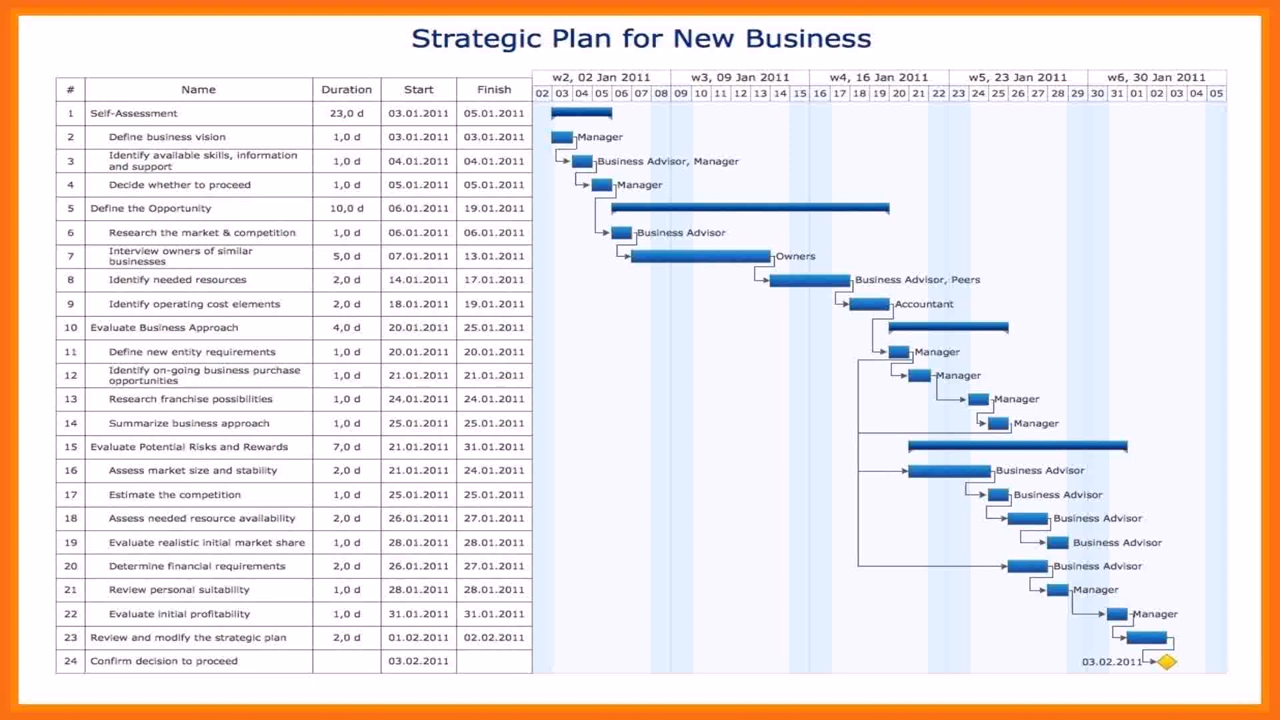 Strategic Plan for New Business
w2, 02 Jan 2011 w3, 09 Jan 2011 w4, 16 Jan 2011 w5, 23 Jan 2011 w6, 30 Jan 2011
# Name Duration Start Finish 02 03 04 05 06 07 08 09 10 11 12 13 14 15 16 17 18 19 20 21 22 23 24 25 26 27 28 29 30 31 01 02 03 04 05
1 Self-Assessment 23,0 d 03.01.2011 05.01.2011
2 Define business vision 1,0 d 03.01.2011 03.01.2011 Manager
3 Identify available skills, information
and support 1,0 d 04.01.2011 04.01.2011 Business Advisor, Manager
4 Decide whether to proceed 1,0 d 05.01.2011 05.01.2011 Manager
5 Define the Opportunity 10,0 d 06.01.2011 19.01.2011
6 Research the market & competition 1,0 d 06.01.2011 06.01.2011 Business Advisor
7 Interview owners of similar
businesses 5,0 d 07.01.2011 13.01.2011 Owners
8 Identify needed resources 2,0 d 14.01.2011 17.01.2011 Business Advisor, Peers
9 Identify operating cost elements 2,0 d 18.01.2011 19.01.2011 Accountant
10 Evaluate Business Approach 4,0 d 20.01.2011 25.01.2011
11 Define new entity requirements 1,0 d 20.01.2011 20.01.2011 Manager
12 Identify on-going business purchase
opportunities 1,0 d 21.01.2011 21.01.2011 Manager
13 Research franchise possibilities 1,0 d 24.01.2011 24.01.2011 Manager
14 Summarize business approach 1,0 d 25.01.2011 25.01.2011 Manager
15 Evaluate Potential Risks and Rewards 7,0 d 21.01.2011 31.01.2011
16 Assess market size and stability 2,0 d 21.01.2011 24.01.2011 Business Advisor
17 Estimate the competition 1,0 d 25.01.2011 25.01.2011 Business Advisor
18 Assess needed resource availability 2,0 d 26.01.2011 27.01.2011 Business Advisor
19 Evaluate realistic initial market share 1,0 d 28.01.2011 28.01.2011 Business Advisor
20 Determine financial requirements 2,0 d 26.01.2011 27.01.2011 Business Advisor
21 Review personal suitability 1,0 d 28.01.2011 28.01.2011 Manager
22 Evaluate initial profitability 1,0 d 31.01.2011 31.01.2011 Manager
23 Review and modify the strategic plan 2,0 d 01.02.2011 02.02.2011
24 Confirm decision to proceed 03.02.2011 03.02.2011